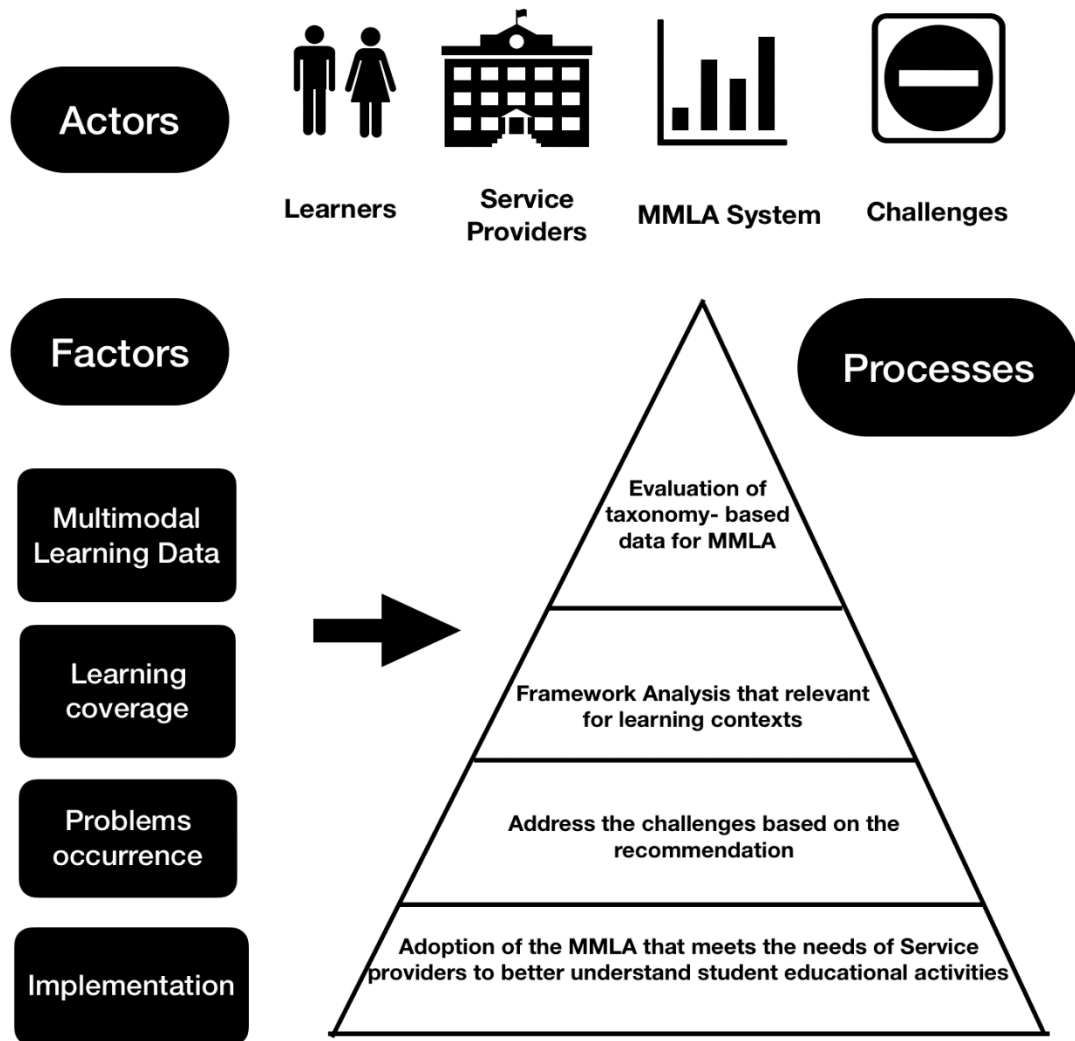 Actors
Learners
Service
Providers
MMLA System
Challenges
Factors
Processes
Multimodal
Learning Data
Learning
coverage
Problems
occurrence
Implementation
Evaluation of
taxonomy- based
data for MMLA
Framework Analysis that relevant
for learning contexts
Address the challenges based on the
recommendation
Adoption of the MMLA that meets the needs of Service
providers to better understand student educational activities